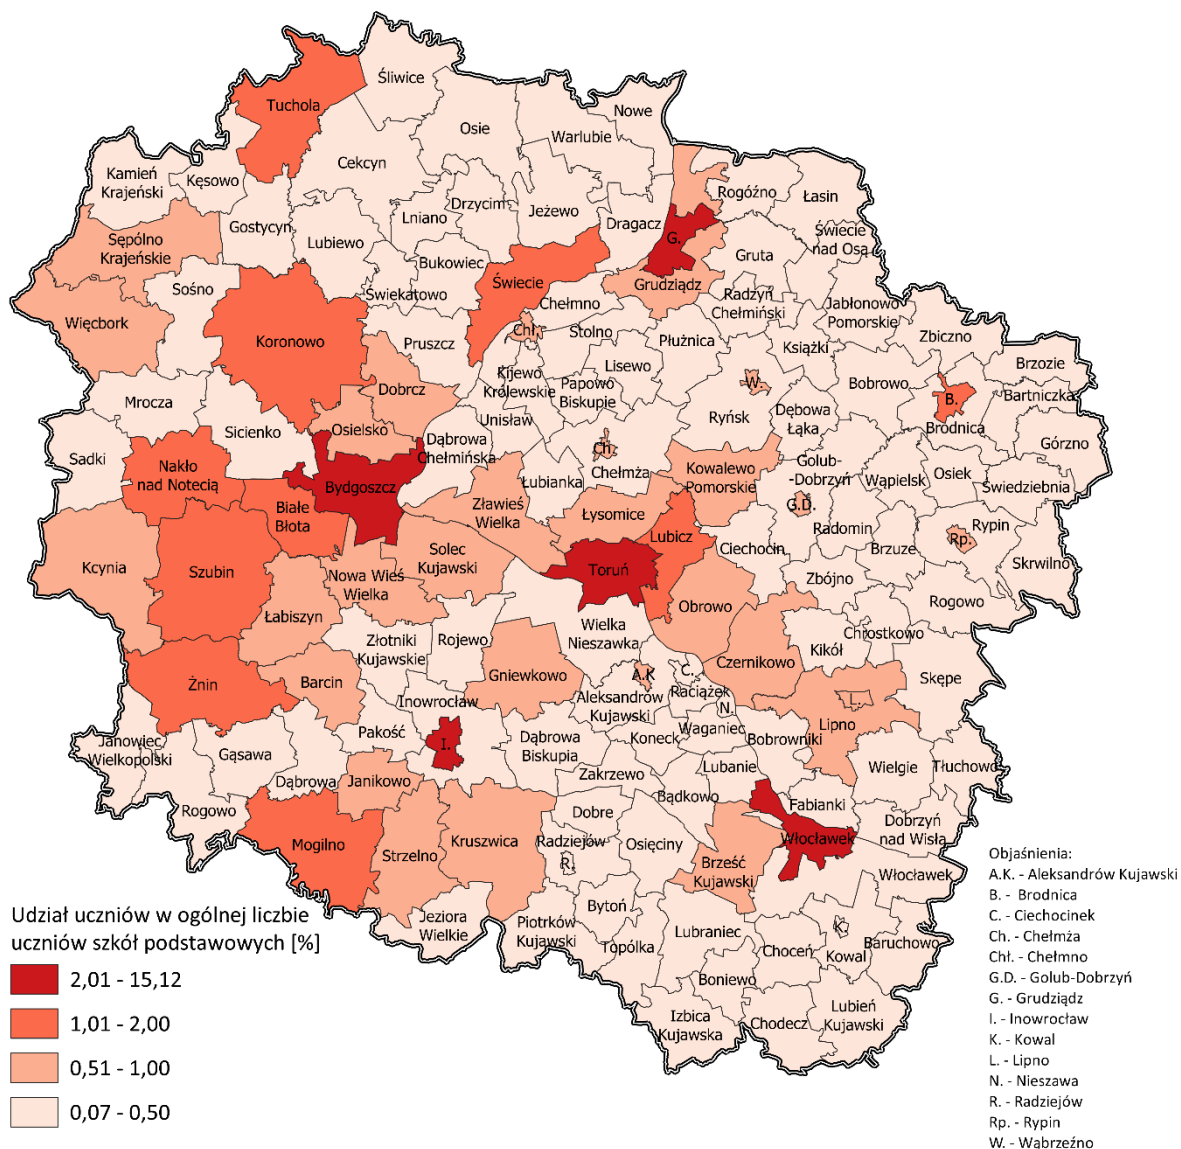 Śliwice
Tuchola
Nowe
Osie
Warlubie
Cekcyn
Kamień
Krajeński
Kęsowo
Rogóźno
Łasin
Drzycim
Jeżewo
Lniano
Dragacz
Gostycyn
Świecie
nad Osą
Sępólno
Krajeńskie
Lubiewo
G.
Gruta
Bukowiec
Świecie
Grudziądz
Sośno
Świekatowo
Radzyń
Chełmiński
Chełmno
Jabłonowo
Pomorskie
Więcbork
Chł.
Stolno
Zbiczno
Koronowo
Pruszcz
Płużnica
Książki
Brzozie
Lisewo
Kijewo
Królewskie
Papowo
Biskupie
W.
Bobrowo
Dobrcz
Bartniczka
B.
Mrocza
Unisław
Ryńsk
Dębowa
Łąka
Brodnica
Sicienko
Osielsko
Dąbrowa
Chełmińska
Górzno
Ch.
Sadki
Nakło
nad Notecią
Chełmża
Kowalewo
Pomorskie
Golub-
-Dobrzyń
Osiek
Wąpielsk
Świedziebnia
Bydgoszcz
Łubianka
Białe
Błota
Zławieś
Wielka
G.D.
Łysomice
Radomin
Rypin
Lubicz
Rp.
Ciechocin
Brzuze
Solec
Kujawski
Skrwilno
Kcynia
Szubin
Toruń
Nowa Wieś
Wielka
Zbójno
Rogowo
Obrowo
Łabiszyn
Wielka
Nieszawka
Złotniki
Kujawskie
Rojewo
Chrostkowo
Kikół
Czernikowo
Żnin
Barcin
Gniewkowo
A.K
C.
Raciążek
Skępe
Aleksandrów
Kujawski
L.
Inowrocław
N.
Lipno
Pakość
Waganiec
I.
Dąbrowa
Biskupia
Koneck
Bobrowniki
Janowiec
Wielkopolski
Gąsawa
Lubanie
Wielgie
Tłuchowo
Zakrzewo
Dąbrowa
Janikowo
Bądkowo
Rogowo
Dobre
Fabianki
Dobrzyń
nad Wisłą
Mogilno
Kruszwica
Radziejów
R.
Osięciny
Włocławek
Strzelno
Brześć
Kujawski
Włocławek
Bytoń
Jeziora
Wielkie
Piotrków
Kujawski
K.
Lubraniec
Topólka
Choceń
Kowal
Baruchowo
Boniewo
Izbica
Kujawska
Chodecz
Lubień
Kujawski
Udział uczniów w ogólnej liczbie
uczniów szkół podstawowych [%]
2,01 - 15,12
1,01 - 2,00
0,51 - 1,00
0,07 - 0,50
Objaśnienia:
A.K. - Aleksandrów Kujawski
B. - Brodnica
C. - Ciechocinek
Ch. - Chełmża
Chł. - Chełmno
G.D. - Golub-Dobrzyń
G. - Grudziądz
I. - Inowrocław
K. - Kowal
L. - Lipno
N. - Nieszawa
R. - Radziejów
Rp. - Rypin
W. - Wąbrzeźno